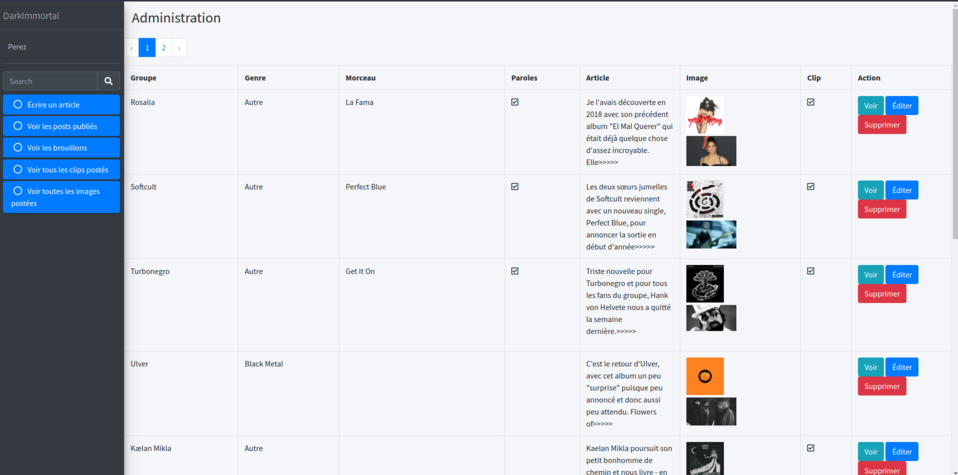 DarkImmortal
Perez
Search
Écrire un article
Voir les posts publiés
Voir les brouillons
Voir tous les clips postés
Voir toutes les images
postées
Administration
‹ 1 2 ›
Groupe Genre Morceau Paroles Article Image Clip Action
Rosalia Autre La Fama
Je l'avais découverte en
2018 avec son précédent
album "El Mal Querer" qui
était déjà quelque chose
d'assez incroyable.
Elle>>>>>
Voir Éditer
Supprimer
Softcult Autre Perfect Blue
Les deux sœurs jumelles
de Softcult reviennent
avec un nouveau single,
Perfect Blue, pour
annoncer la sortie en
début d'année>>>>>
Voir Éditer
Supprimer
Turbonegro Autre Get It On
Triste nouvelle pour
Turbonegro et pour tous
les fans du groupe, Hank
von Helvete nous a quitté
la semaine
dernière.>>>>>
Voir Éditer
Supprimer
Ulver Black Metal
C'est le retour d'Ulver,
avec cet album un peu
"surprise" puisque peu
annoncé et donc aussi
peu attendu. Flowers
of>>>>>
Voir Éditer
Supprimer
Kælan Mikla Autre
Kaelan Mikla poursuit son
petit bonhomme de
chemin et nous livre - en
Voir Éditer
Supprimer